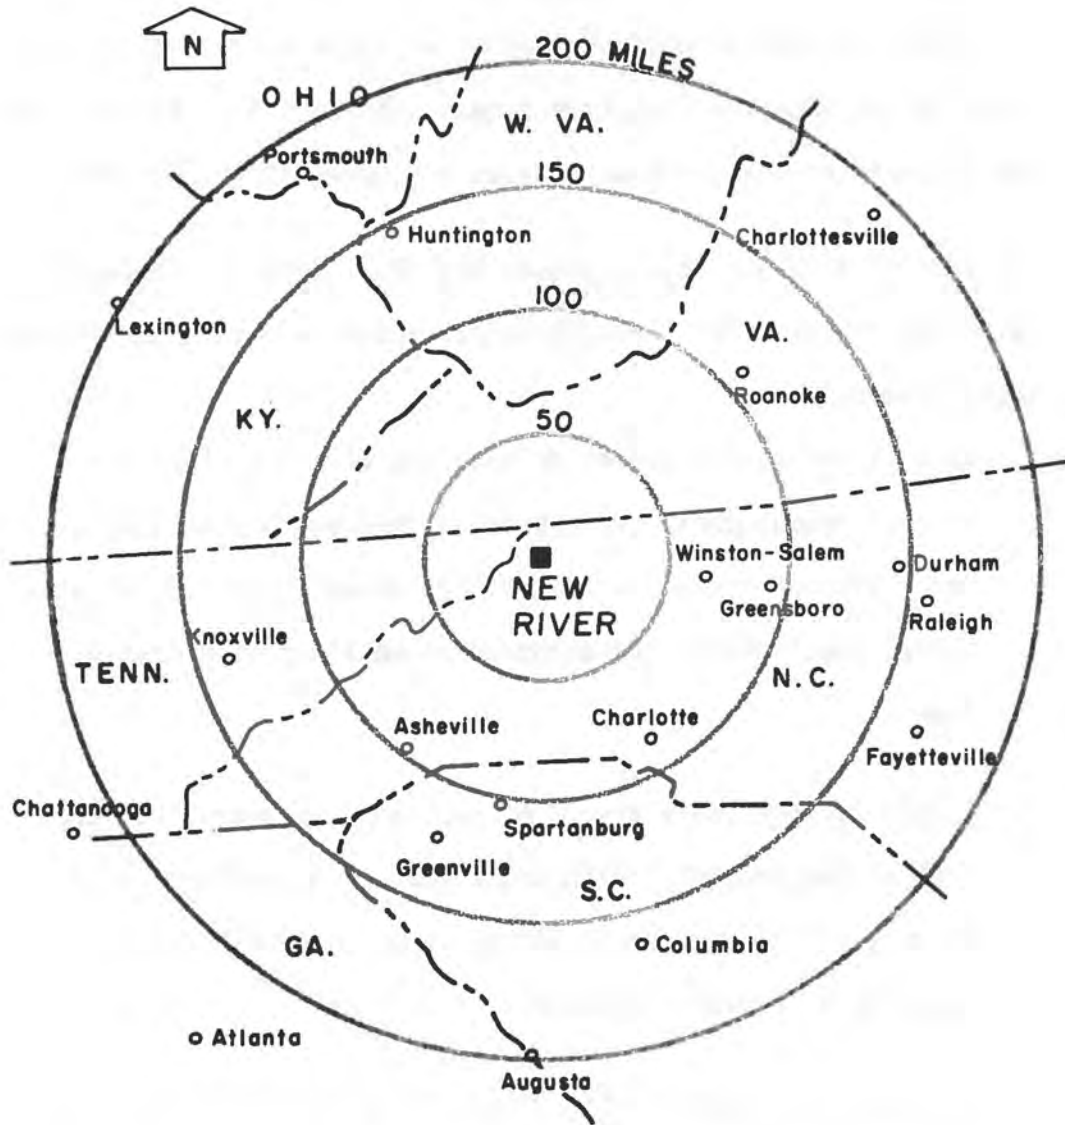 N
200 MILES
OHIO
W. VA.
Portsmouth
150
Huntington
Charlottesville
Lexington
100
VA.
Roanoke
KY.
50
Winston-Salem
Durham
NEW
RIVER
Greensboro
Raleigh
Knoxville
TENN.
N.C.
Asheville
Charlotte
Fayetteville
Chattanooga
Spartanburg
Greenville
S.C.
GA.
Columbia
Atlanta
Augusta